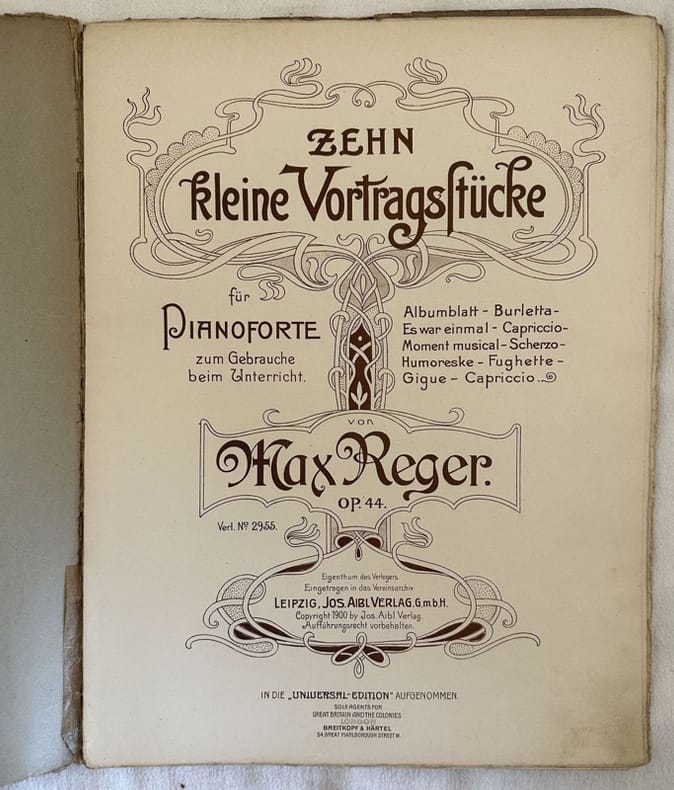 ZEHN
kleine Vortragsstücke
für
PIANOFORTE
zum Gebrauche
beim Unterricht.
Albumblatt - Burletta-
Es war einmal - Capriccio-
Moment musical - Scherzo-
Humoreske - Fughette -
Gigue - Capriccio.
von
Max Reger.
OP. 44.
Verl. No 2955.
Eigenthum des Verlegers.
Eingetragen in das Vereinsarchiv.
LEIPZIG, JOS. AIBL VERLAG. G.m.b.H.
Copyright 1900 by Jos. Aibl Verlag.
Aufführungsrecht vorbehalten.
IN DIE „UNIVERSAL-EDITION" AUFGENOMMEN.
SOLE AGENTS FOR
GREAT BRITAIN AND THE COLONIES
LONDON
BREITKOPF & HÄRTEL
54, GREAT MARLBOROUGH STREET W.